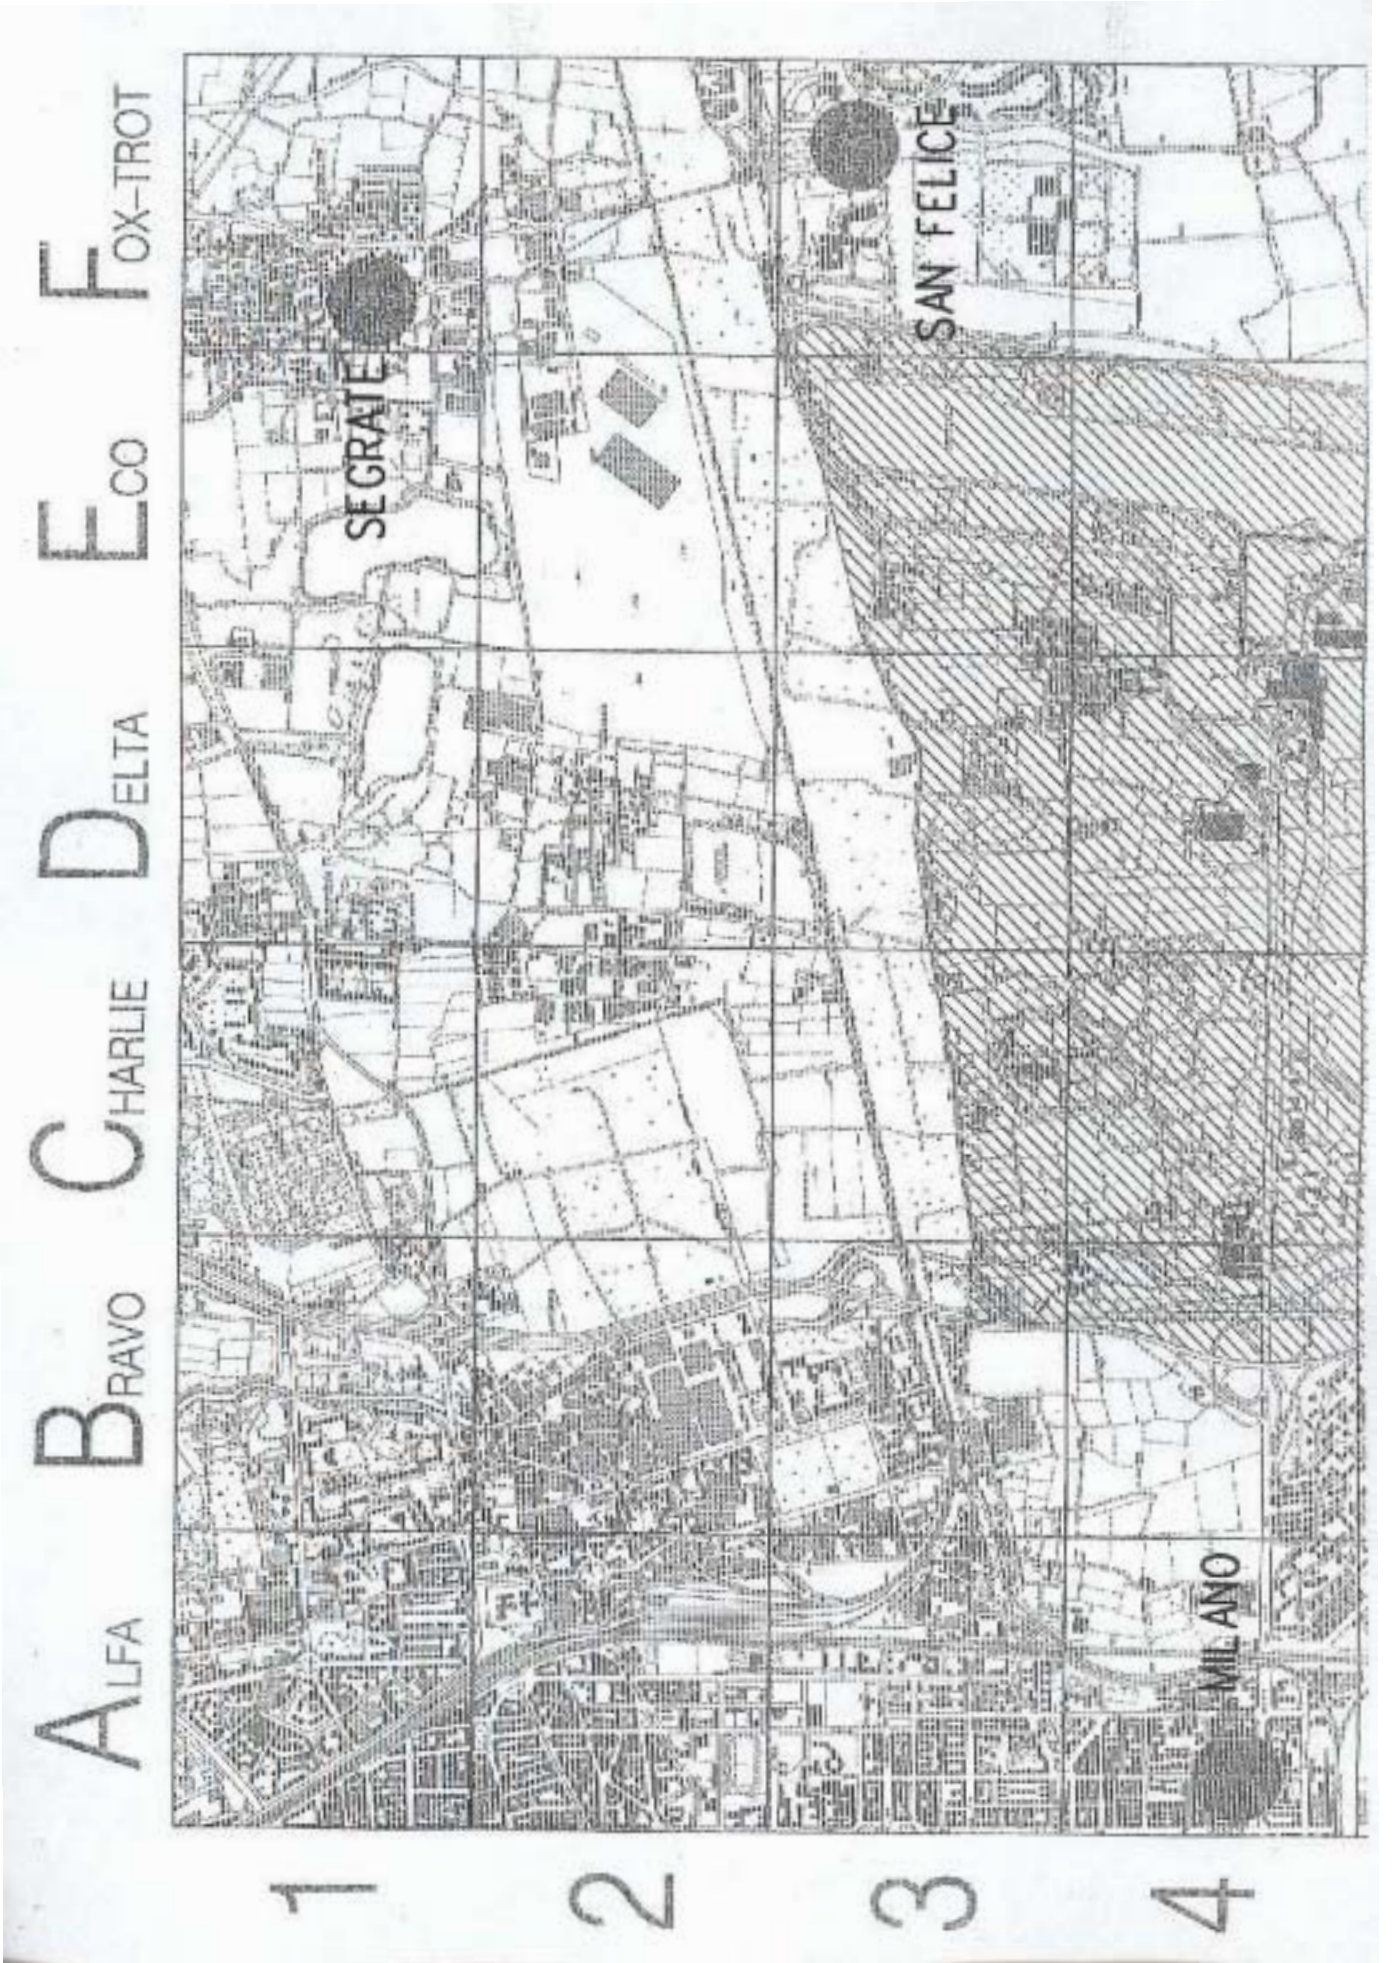 ALFA
BRAVO
CHARLIE
DELTA
ECO
FOX-TROT
1
2
3
4
SEGRATE
SAN FELICE
MILANO